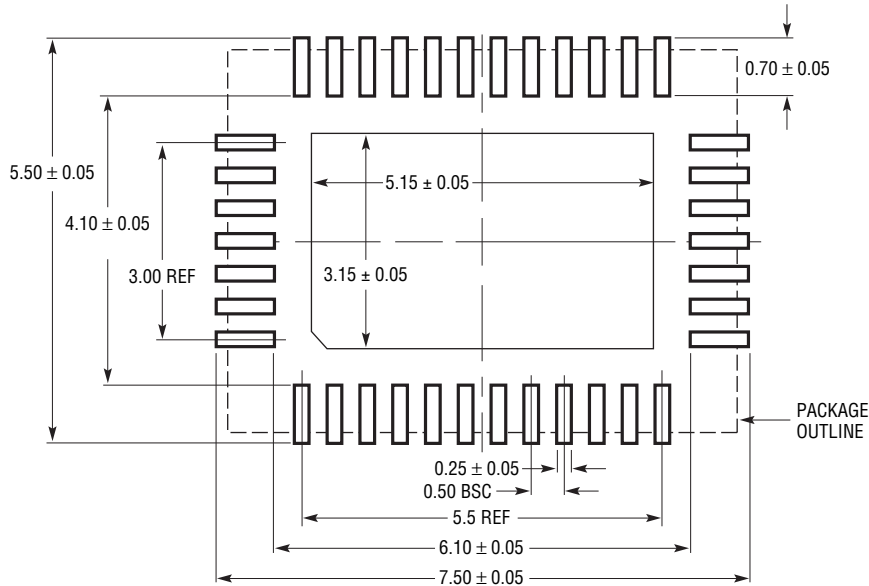 0.70 ± 0.05
5.50 ± 0.05
5.15 ± 0.05
4.10 ± 0.05
3.00 REF
3.15 ± 0.05
PACKAGE
OUTLINE
0.25 ± 0.05
0.50 BSC
5.5 REF
6.10 ± 0.05
7.50 ± 0.05